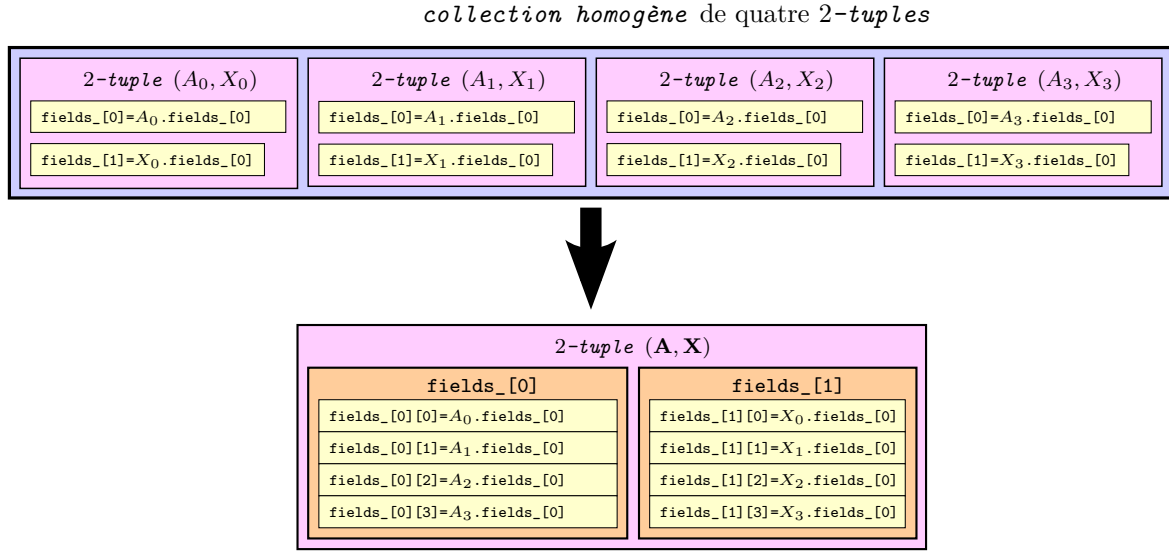 collection homogène de quatre 2-tuples
2-tuple (A₀, X₀)
fields_[0]=A₀.fields_[0]
fields_[1]=X₀.fields_[0]
2-tuple (A₁, X₁)
fields_[0]=A₁.fields_[0]
fields_[1]=X₁.fields_[0]
2-tuple (A₂, X₂)
fields_[0]=A₂.fields_[0]
fields_[1]=X₂.fields_[0]
2-tuple (A₃, X₃)
fields_[0]=A₃.fields_[0]
fields_[1]=X₃.fields_[0]
2-tuple (A, X)
fields_[0]
fields_[0][0]=A₀.fields_[0]
fields_[0][1]=A₁.fields_[0]
fields_[0][2]=A₂.fields_[0]
fields_[0][3]=A₃.fields_[0]
fields_[1]
fields_[1][0]=X₀.fields_[0]
fields_[1][1]=X₁.fields_[0]
fields_[1][2]=X₂.fields_[0]
fields_[1][3]=X₃.fields_[0]